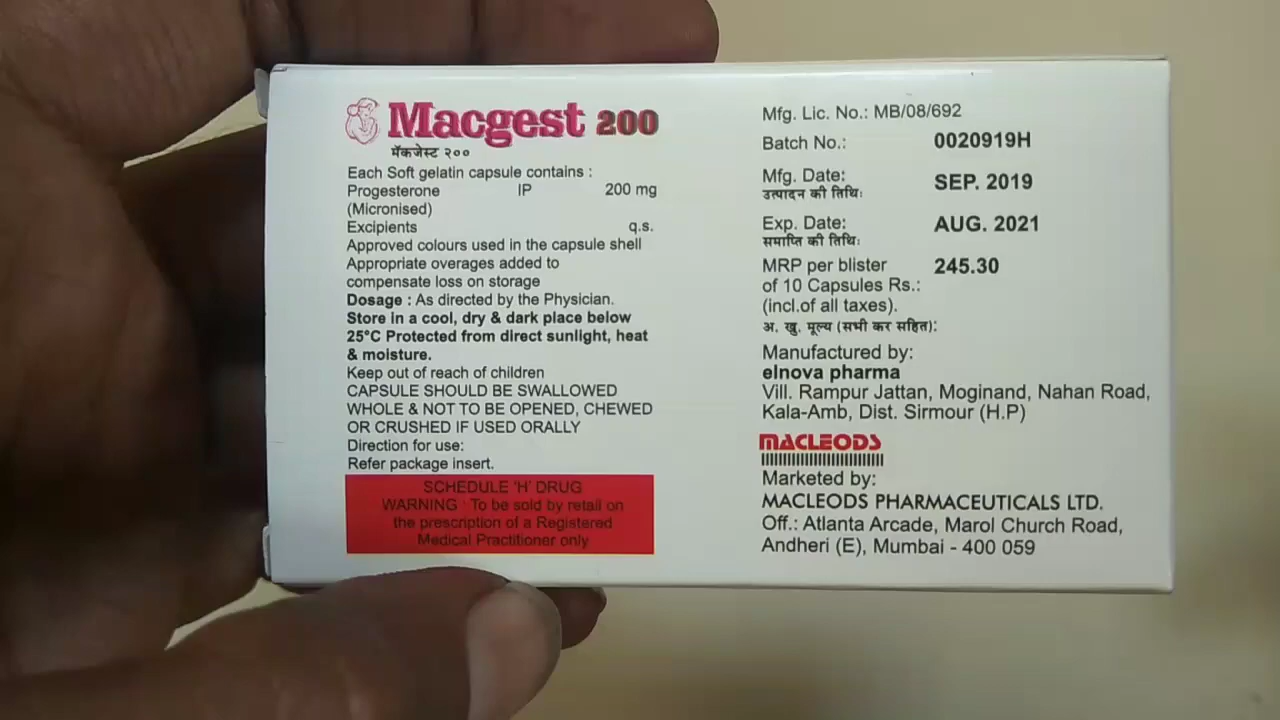 Macgest 200
मॅकजेस्ट २००
Each Soft gelatin capsule contains :
Progesterone IP 200 mg
(Micronised)
Excipients q.s.
Approved colours used in the capsule shell
Appropriate overages added to
compensate loss on storage
Dosage : As directed by the Physician.
Store in a cool, dry & dark place below
25°C Protected from direct sunlight, heat
& moisture.
Keep out of reach of children
CAPSULE SHOULD BE SWALLOWED
WHOLE & NOT TO BE OPENED, CHEWED
OR CRUSHED IF USED ORALLY
Direction for use:
Refer package insert.
SCHEDULE 'H' DRUG
WARNING : To be sold by retail on
the prescription of a Registered
Medical Practitioner only
Mfg. Lic. No.: MB/08/692
Batch No.: 0020919H
Mfg. Date: SEP. 2019
उत्पादन की तिथि:
Exp. Date: AUG. 2021
समाप्ति की तिथि:
MRP per blister 245.30
of 10 Capsules Rs.:
(incl.of all taxes).
अ. खु. मूल्य (सभी कर सहित):
Manufactured by:
elnova pharma
Vill. Rampur Jattan, Moginand, Nahan Road,
Kala-Amb, Dist. Sirmour (H.P)
MACLEODS
Marketed by:
MACLEODS PHARMACEUTICALS LTD.
Off.: Atlanta Arcade, Marol Church Road,
Andheri (E), Mumbai - 400 059